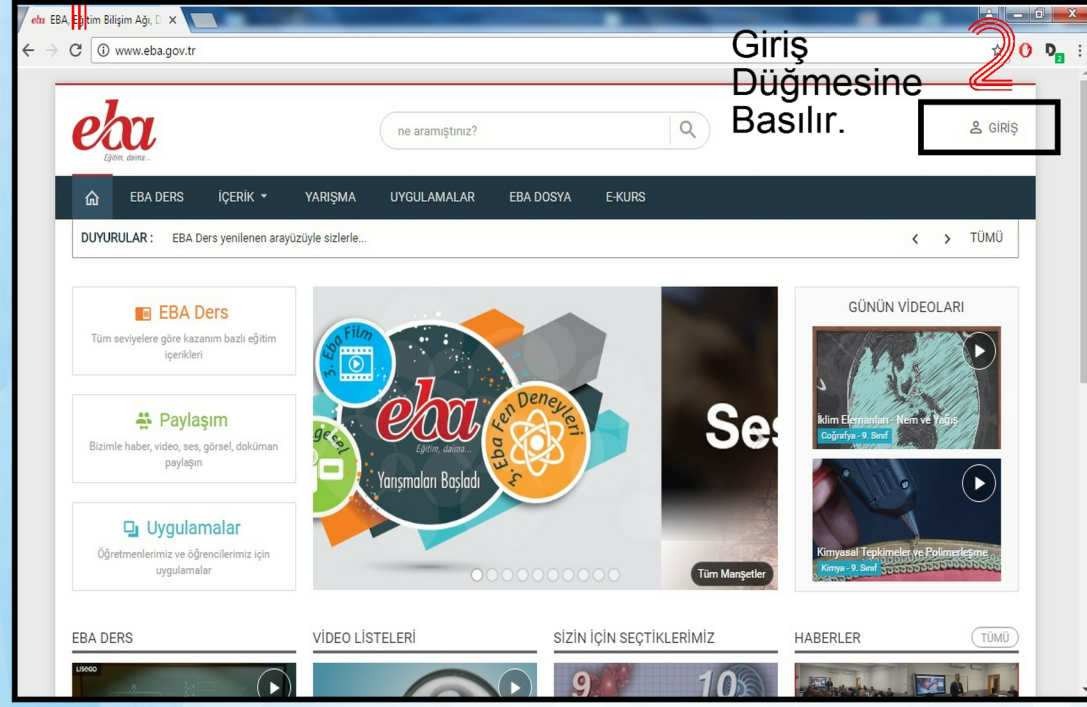 eba EBA, Eğitim Bilişim Ağı, D
www.eba.gov.tr
2
Giriş
Düğmesine
Basılır.
2
eba
Eğitim, daima...
ne aramıştınız?
GİRİŞ
EBA DERS İÇERİK YARIŞMA UYGULAMALAR EBA DOSYA E-KURS
DUYURULAR : EBA Ders yenilenen arayüzüyle sizlerle...
TÜMÜ
EBA Ders
Tüm seviyelere göre kazanım bazlı eğitim
içerikleri
Paylaşım
Bizimle haber, video, ses, görsel, doküman
paylaşın
Uygulamalar
Öğretmenlerimiz ve öğrencilerimiz için
uygulamalar
3. Eba Film
eba
Eğitim, daima...
Yarışmaları Başladı
3. Eba Fen Deneyleri
Ses
Tüm Manşetler
GÜNÜN VİDEOLARI
İklim Elemanları - Nem ve Yağış
Coğrafya - 9. Sınıf
Kimyasal Tepkimeler ve Polimerleşme
Kimya - 9. Sınıf
EBA DERS
VİDEO LİSTELERİ
SİZİN İÇİN SEÇTİKLERİMİZ
HABERLER
TÜMÜ
LISEGO
9
10